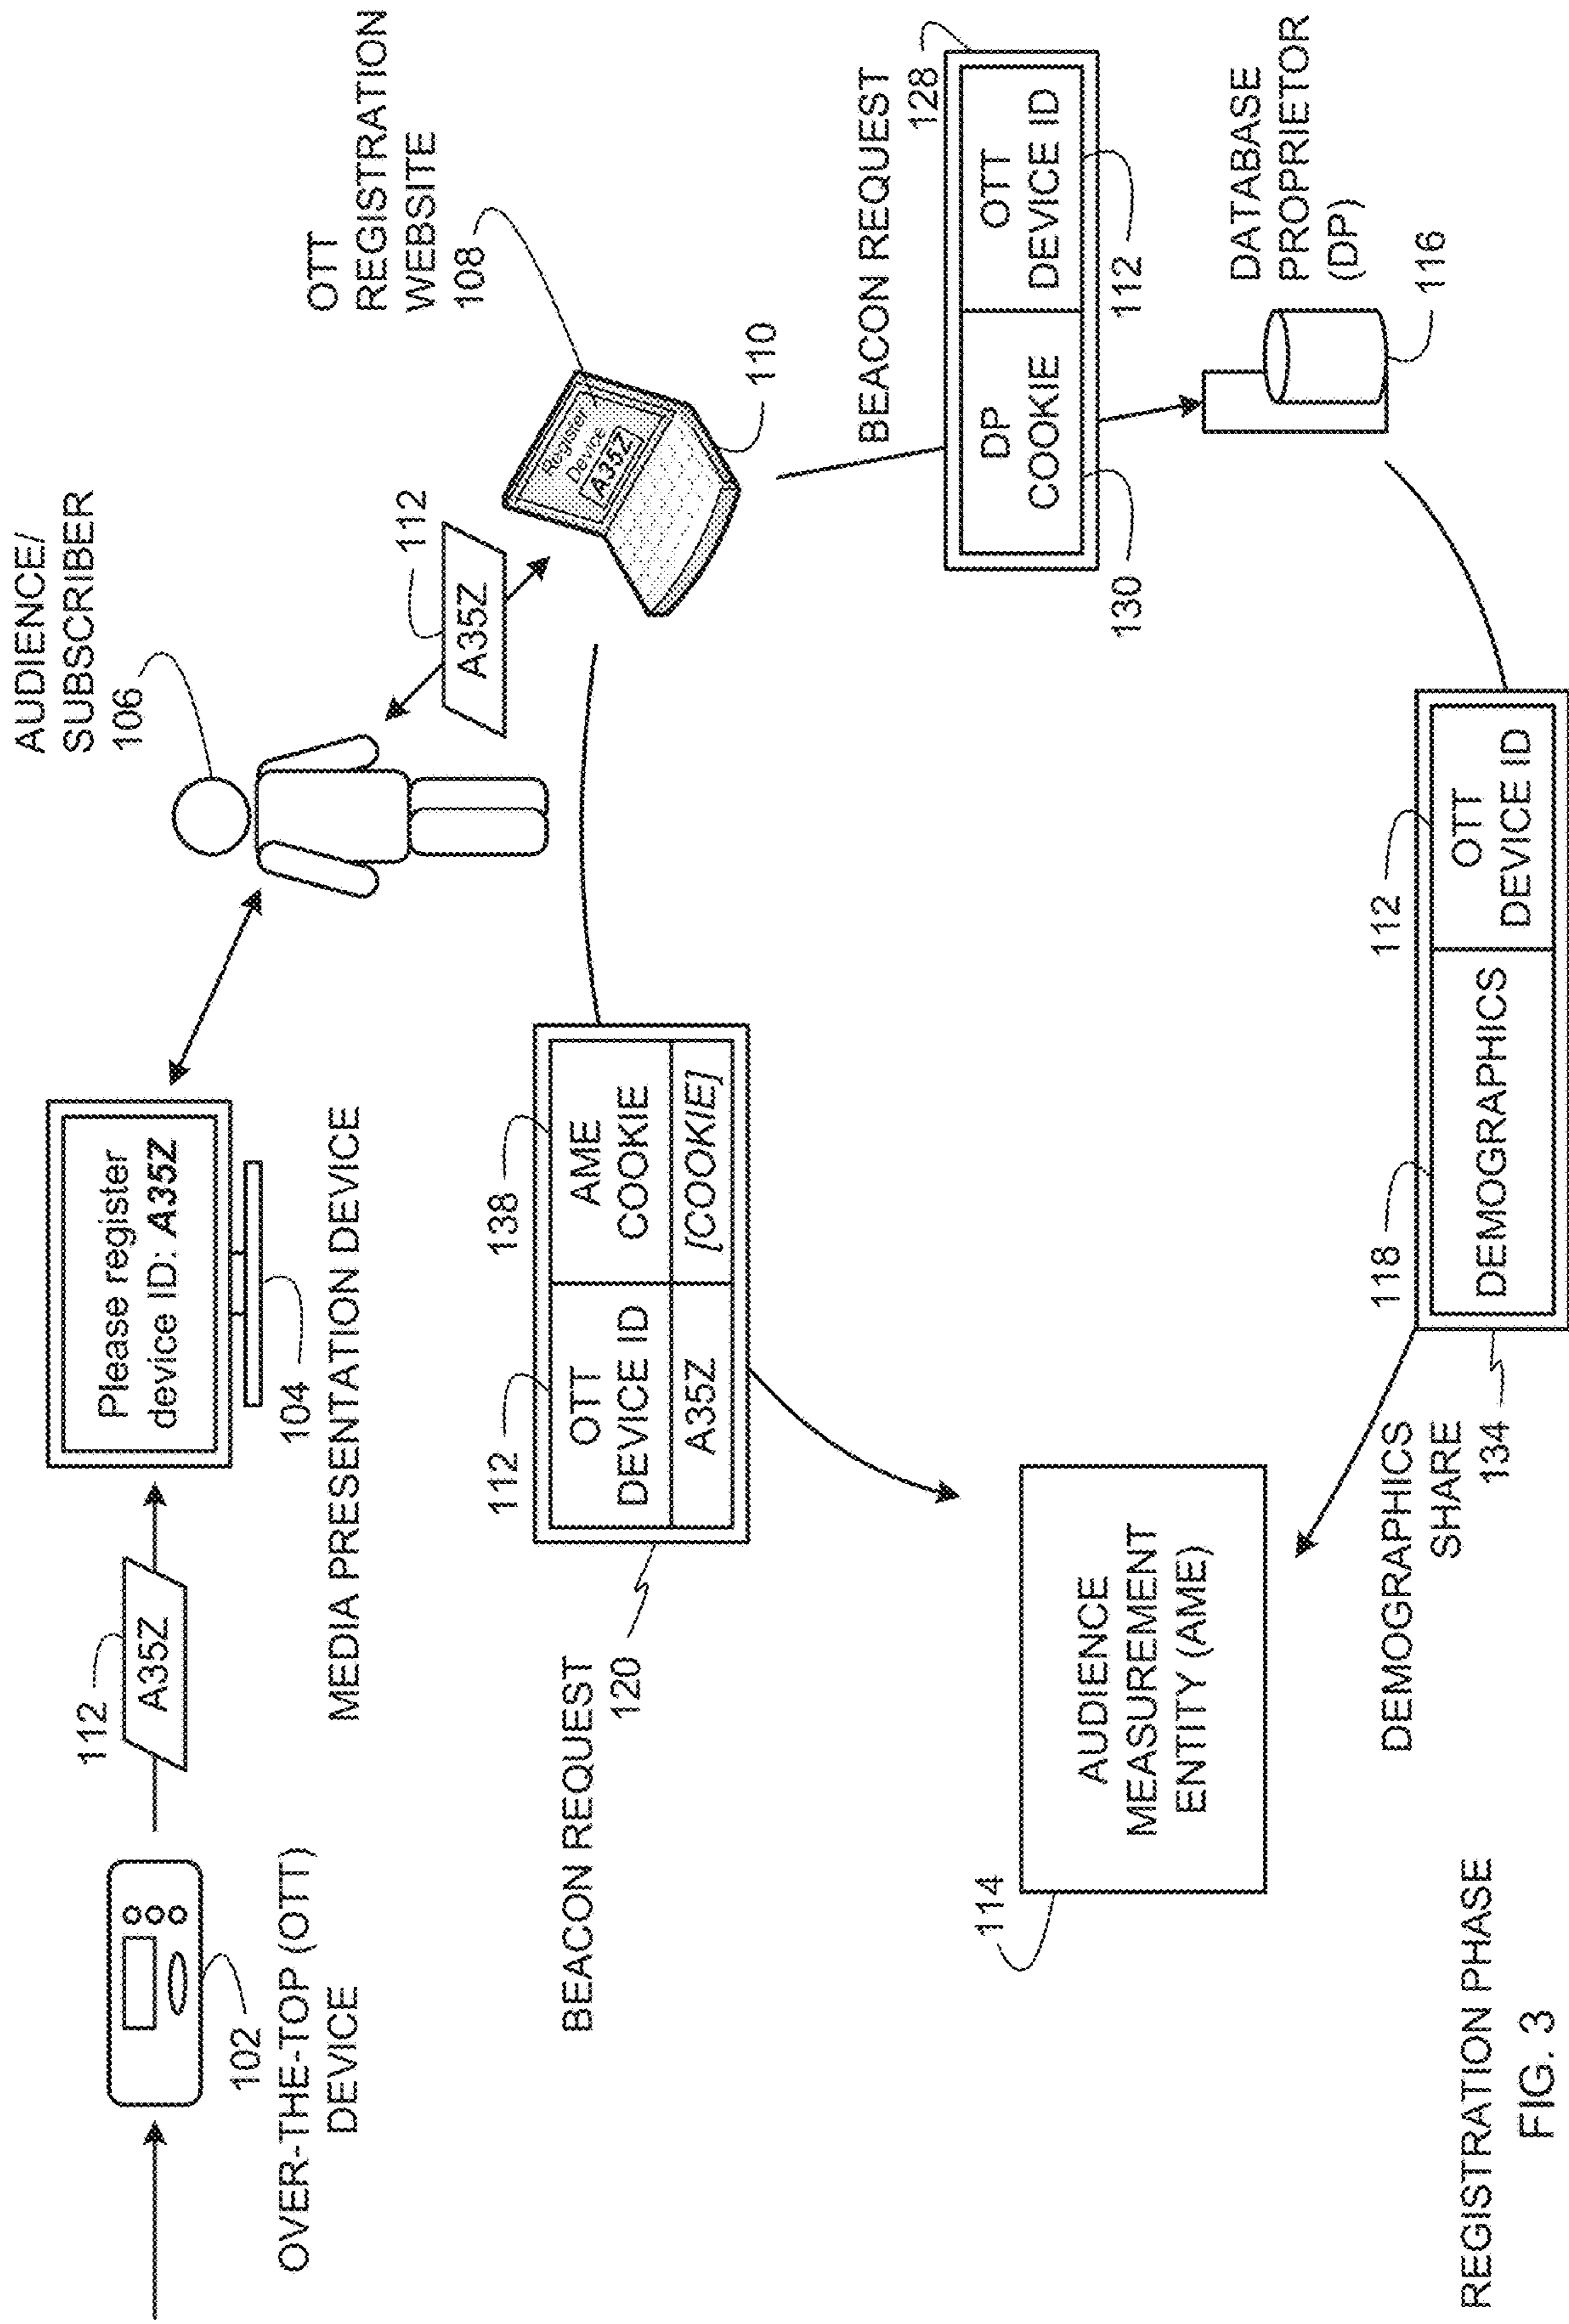 112
A35Z
102
OVER-THE-TOP (OTT)
DEVICE
Please register
device ID: A35Z
104
MEDIA PRESENTATION DEVICE
AUDIENCE/
SUBSCRIBER
106
112
A35Z
OTT
REGISTRATION
WEBSITE
108
Register
Device
A35Z
110
BEACON REQUEST
120
112
138
OTT
DEVICE ID
AME
COOKIE
A35Z
[COOKIE]
BEACON REQUEST
128
DP
COOKIE
OTT
DEVICE ID
130
112
DATABASE
PROPRIETOR
(DP)
116
114
AUDIENCE
MEASUREMENT
ENTITY (AME)
DEMOGRAPHICS
SHARE
134
118
112
DEMOGRAPHICS
OTT
DEVICE ID
REGISTRATION PHASE
FIG. 3